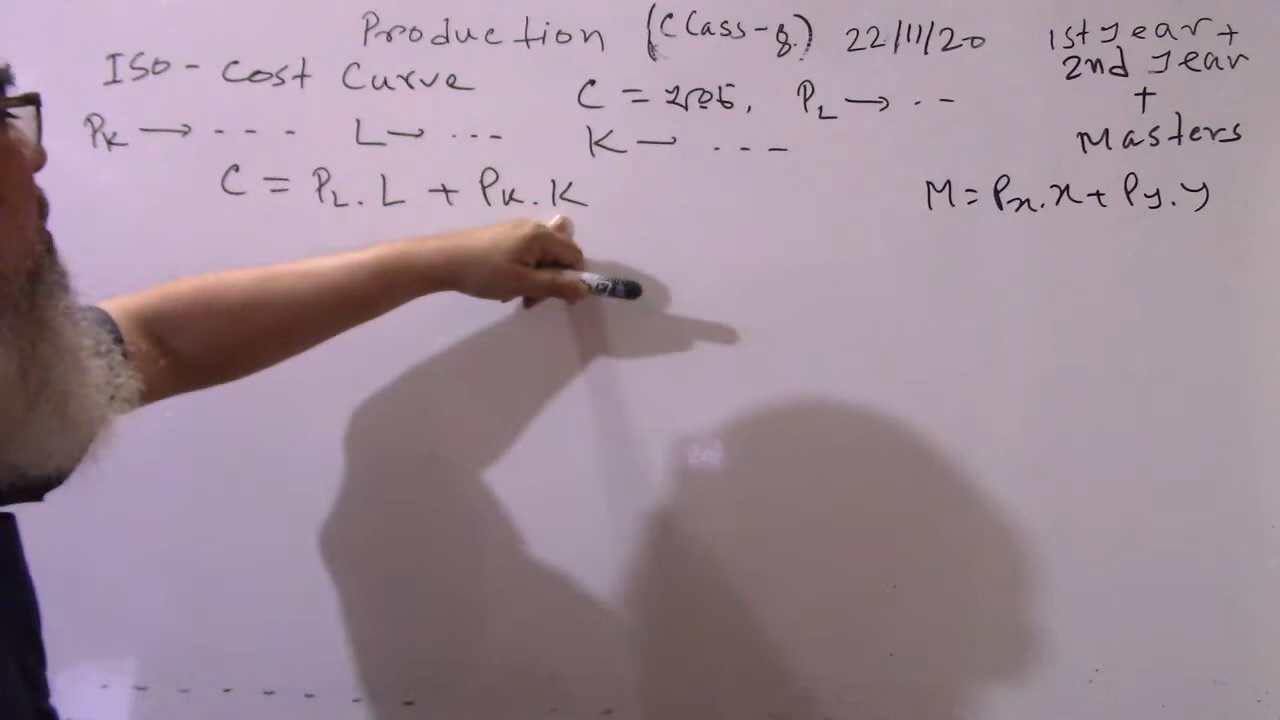 Production (Class-8) 22/11/20
1st year +
2nd year
+
Masters
ISO-Cost Curve
C = খরচ, PL → ---
PK → ---- L → --- K → ---
C = PL.L + PK.K
M = Px.x + Py.y